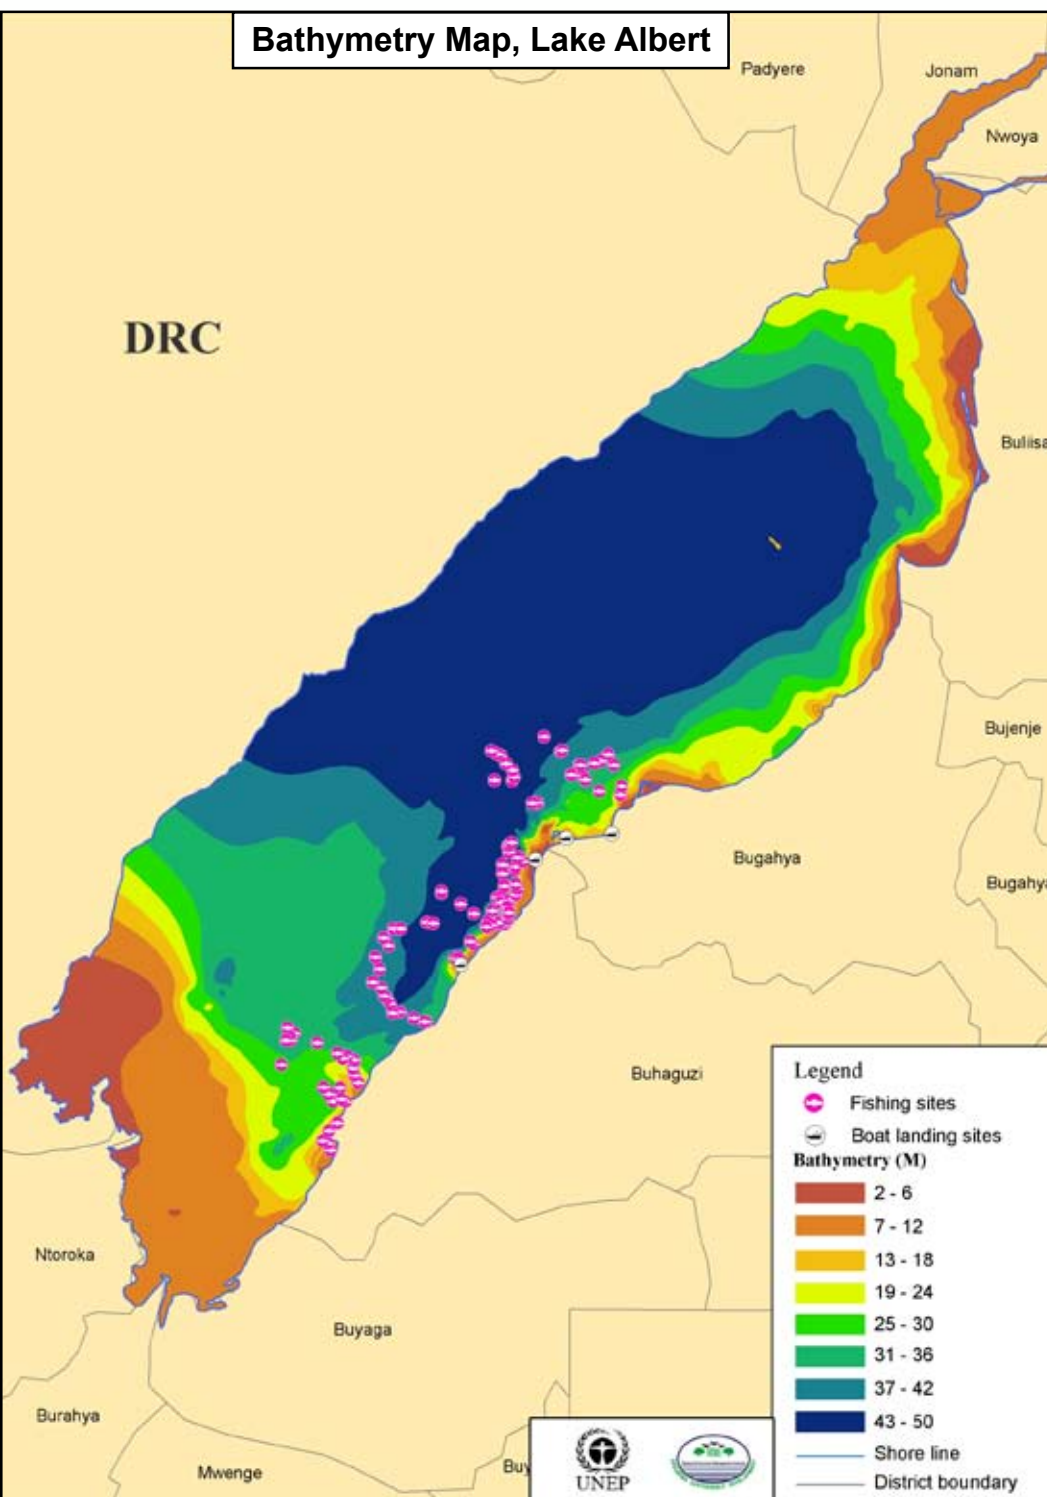 Bathymetry Map, Lake Albert
Padyere
Jonam
Nwoya
DRC
Buliisa
Bujenje
Bugahya
Bugahya
Buhaguzi
Ntoroka
Buyaga
Burahya
Mwenge
Buy
Legend
Fishing sites
Boat landing sites
Bathymetry (M)
2 - 6
7 - 12
13 - 18
19 - 24
25 - 30
31 - 36
37 - 42
43 - 50
Shore line
District boundary
UNEP